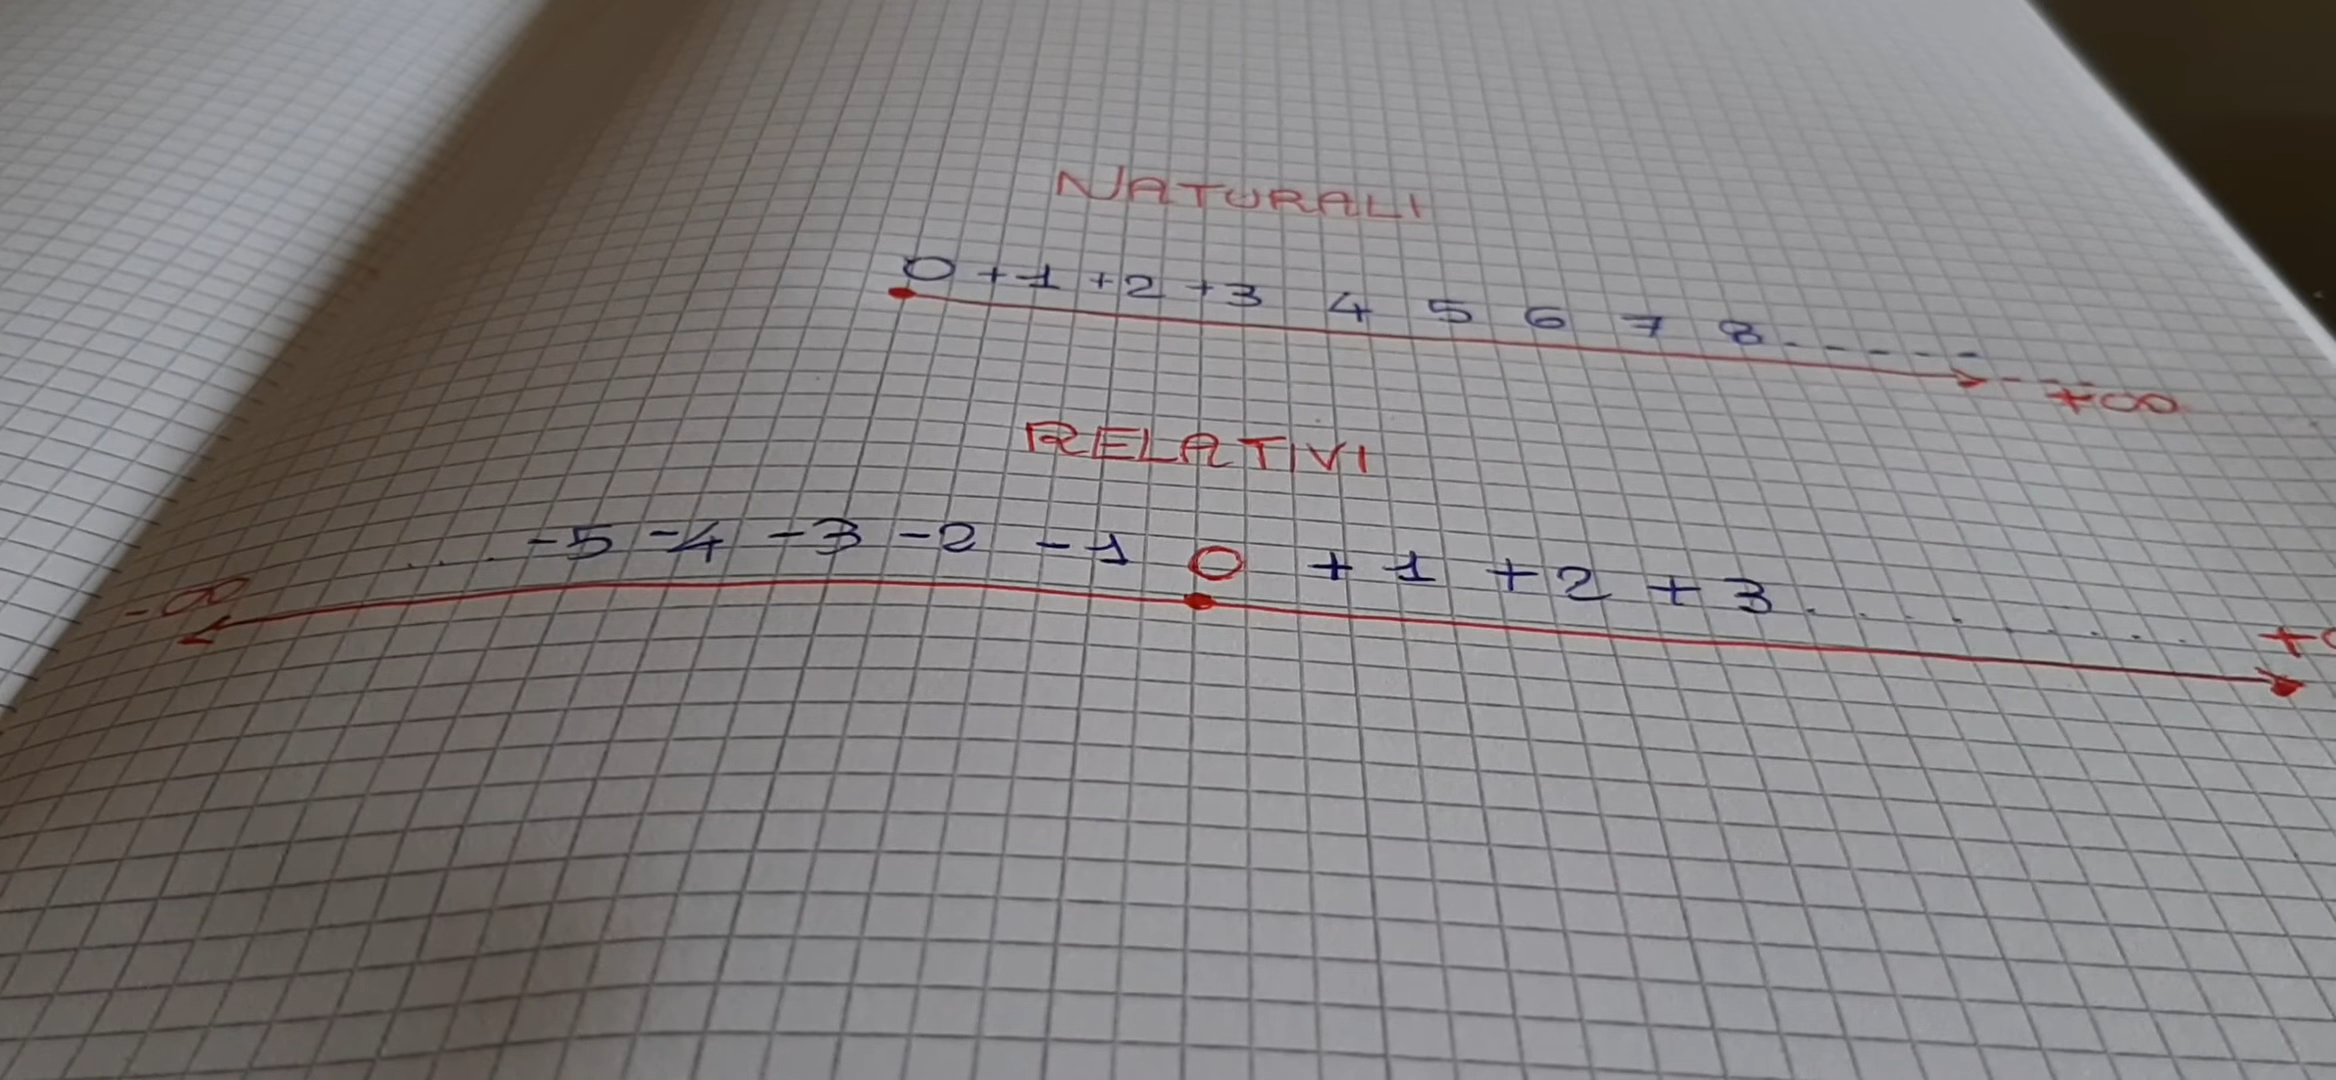 NATURALI
0 +1 +2 +3 4 5 6 7 8.----
+∞
RELATIVI
....-5 -4 -3 -2 -1 0 +1 +2 +3.........
-∞